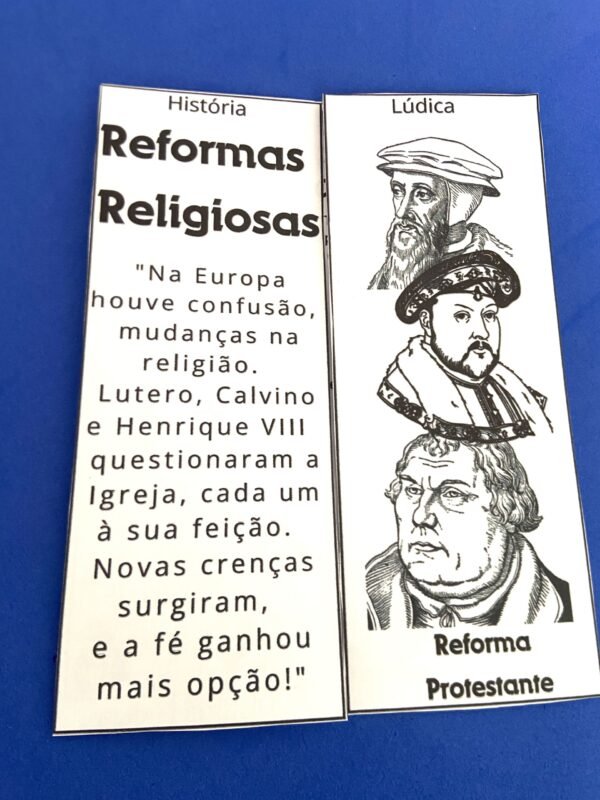 História
Reformas
Religiosas
"Na Europa
houve confusão,
mudanças na
religião.
Lutero, Calvino
e Henrique VIII
questionaram a
Igreja, cada um
à sua feição.
Novas crenças
surgiram,
e a fé ganhou
mais opção!"
Lúdica
Reforma
Protestante